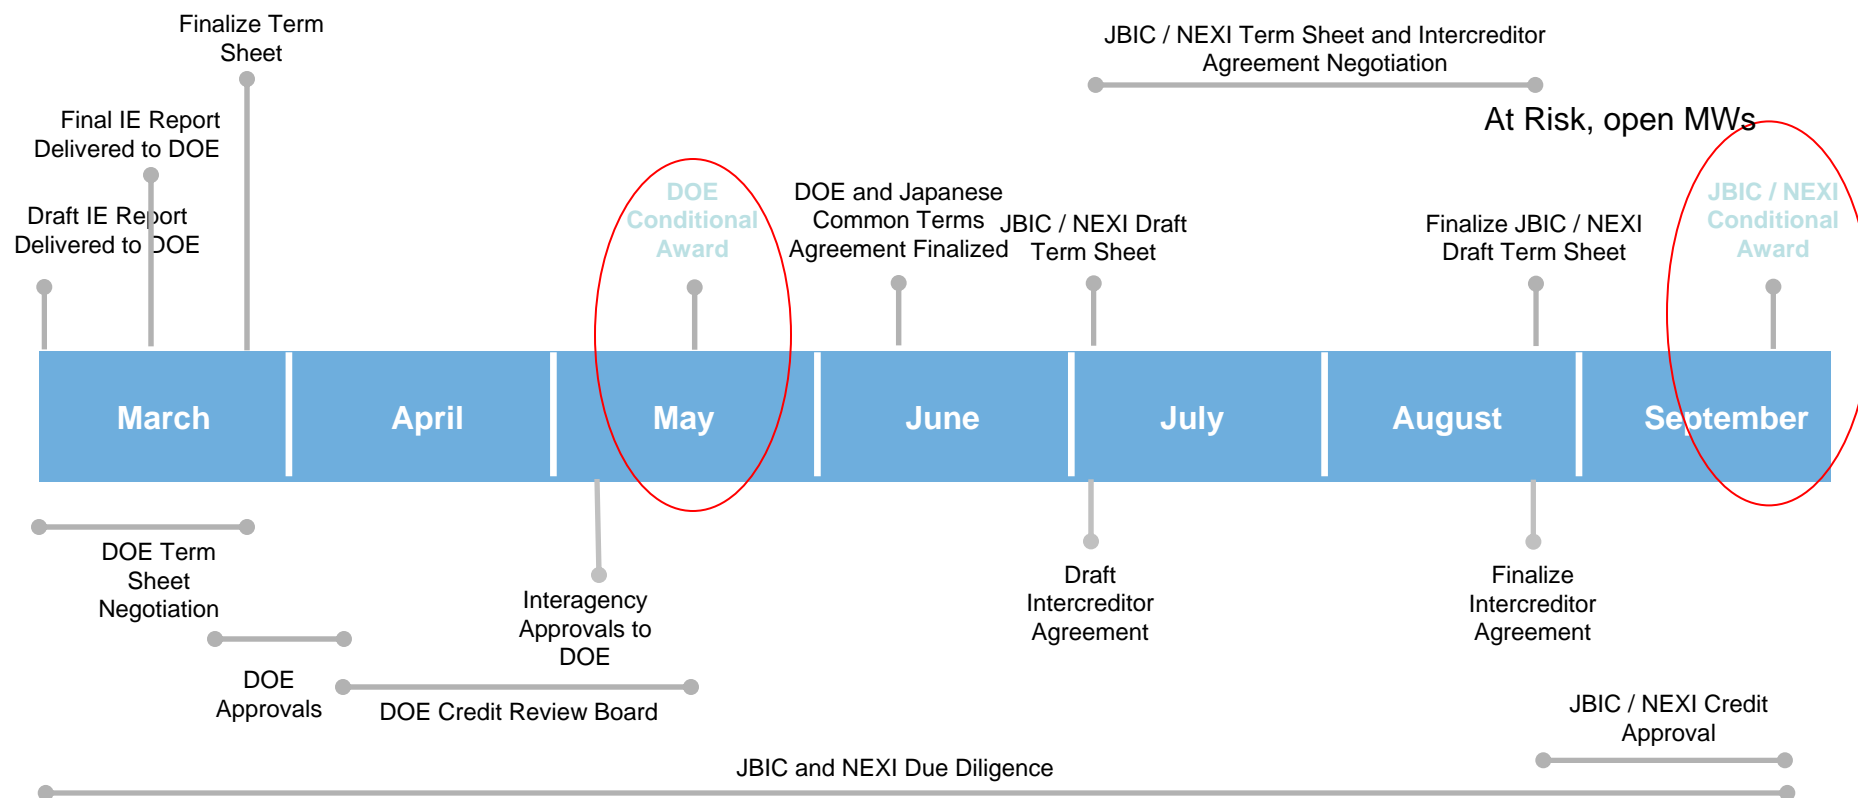 Finalize Term
Sheet
JBIC / NEXI Term Sheet and Intercreditor
Agreement Negotiation
At Risk, open MWs
Final IE Report
Delivered to DOE
Draft IE Report
Delivered to DOE
DOE
Conditional
Award
DOE and Japanese
Common Terms
Agreement Finalized
JBIC / NEXI Draft
Term Sheet
Finalize JBIC / NEXI
Draft Term Sheet
JBIC / NEXI
Conditional
Award
March
April
May
June
July
August
September
DOE Term
Sheet
Negotiation
DOE
Approvals
Interagency
Approvals to
DOE
DOE Credit Review Board
Draft
Intercreditor
Agreement
Finalize
Intercreditor
Agreement
JBIC / NEXI Credit
Approval
JBIC and NEXI Due Diligence